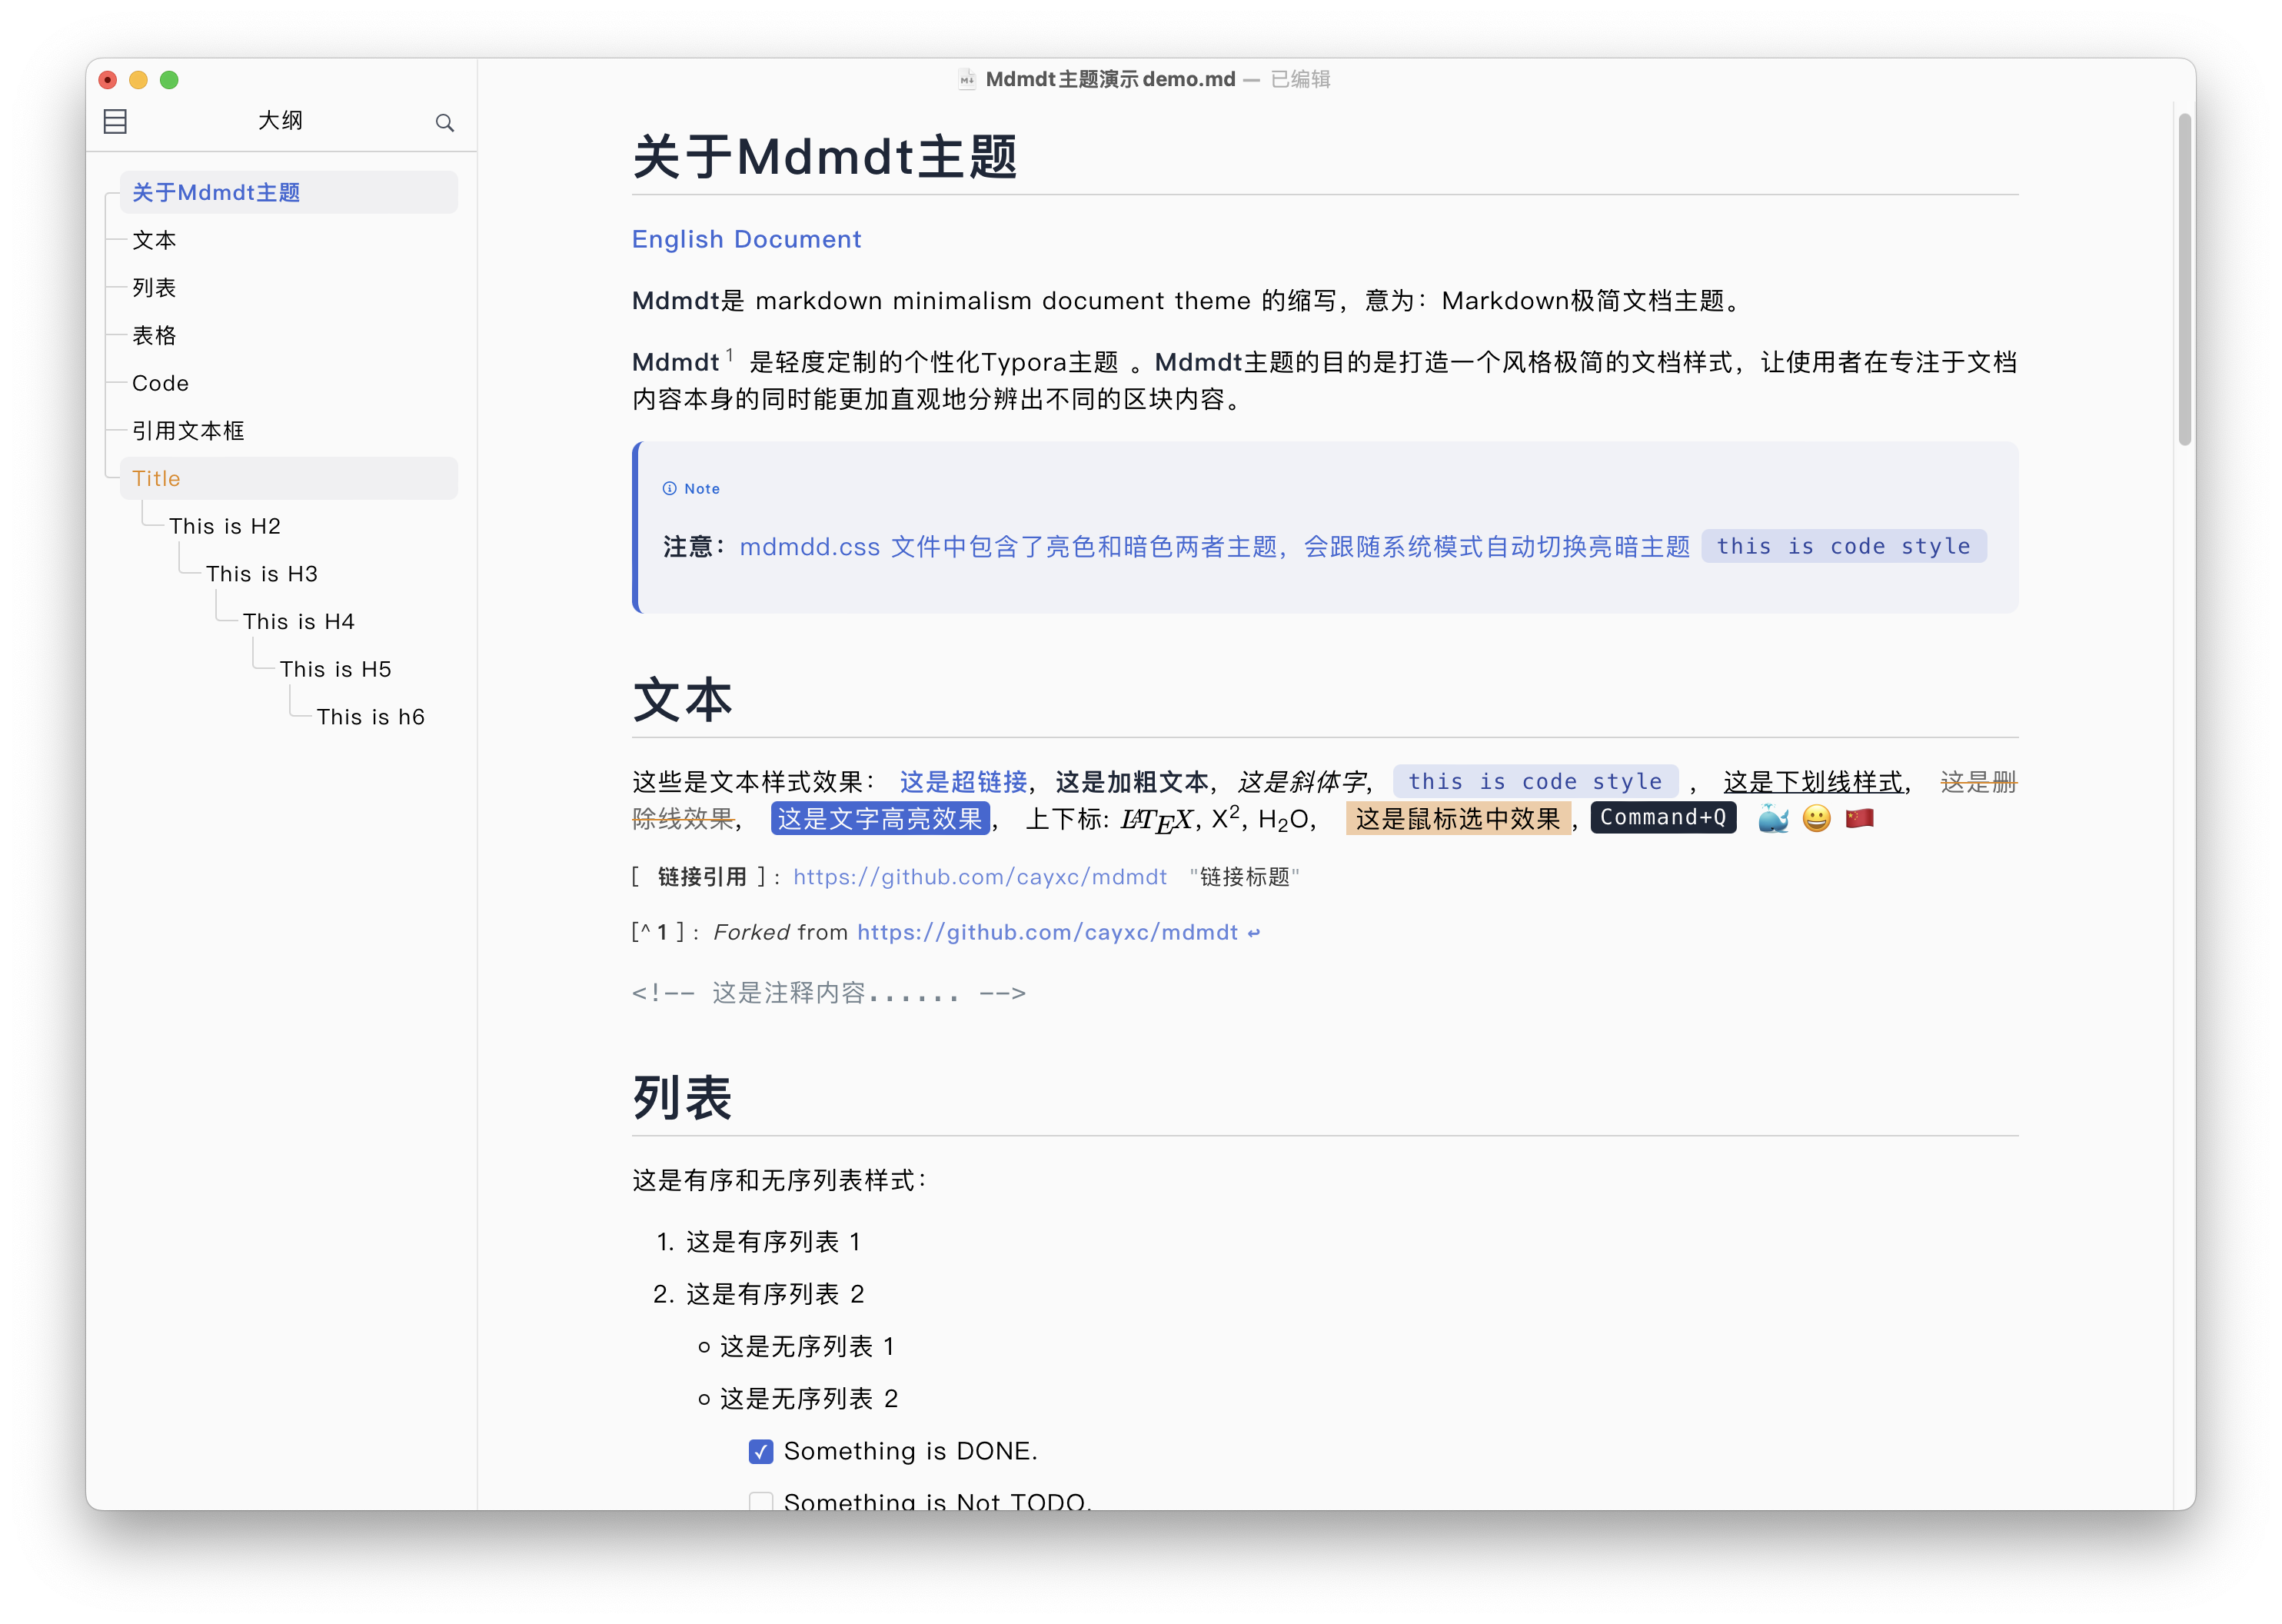 Mdmdt主题演示demo.md — 已编辑
大纲
关于Mdmdt主题
文本
列表
表格
Code
引用文本框
Title
This is H2
This is H3
This is H4
This is H5
This is h6
关于Mdmdt主题
English Document
Mdmdt是 markdown minimalism document theme 的缩写，意为：Markdown极简文档主题。
Mdmdt 1 是轻度定制的个性化Typora主题 。Mdmdt主题的目的是打造一个风格极简的文档样式，让使用者在专注于文档
内容本身的同时能更加直观地分辨出不同的区块内容。
Note
注意：mdmdd.css 文件中包含了亮色和暗色两者主题，会跟随系统模式自动切换亮暗主题 this is code style
文本
这些是文本样式效果： 这是超链接，这是加粗文本，这是斜体字， this is code style ， 这是下划线样式， 这是删
除线效果， 这是文字高亮效果， 上下标: LATEX, X², H₂O， 这是鼠标选中效果，Command+Q 🐳 😀 🇨🇳
[ 链接引用 ] : https://github.com/cayxc/mdmdt "链接标题"
[^ 1 ] : Forked from https://github.com/cayxc/mdmdt ↩
<!-- 这是注释内容...... -->
列表
这是有序和无序列表样式：
1. 这是有序列表 1
2. 这是有序列表 2
这是无序列表 1
这是无序列表 2
Something is DONE.
Something is Not TODO.